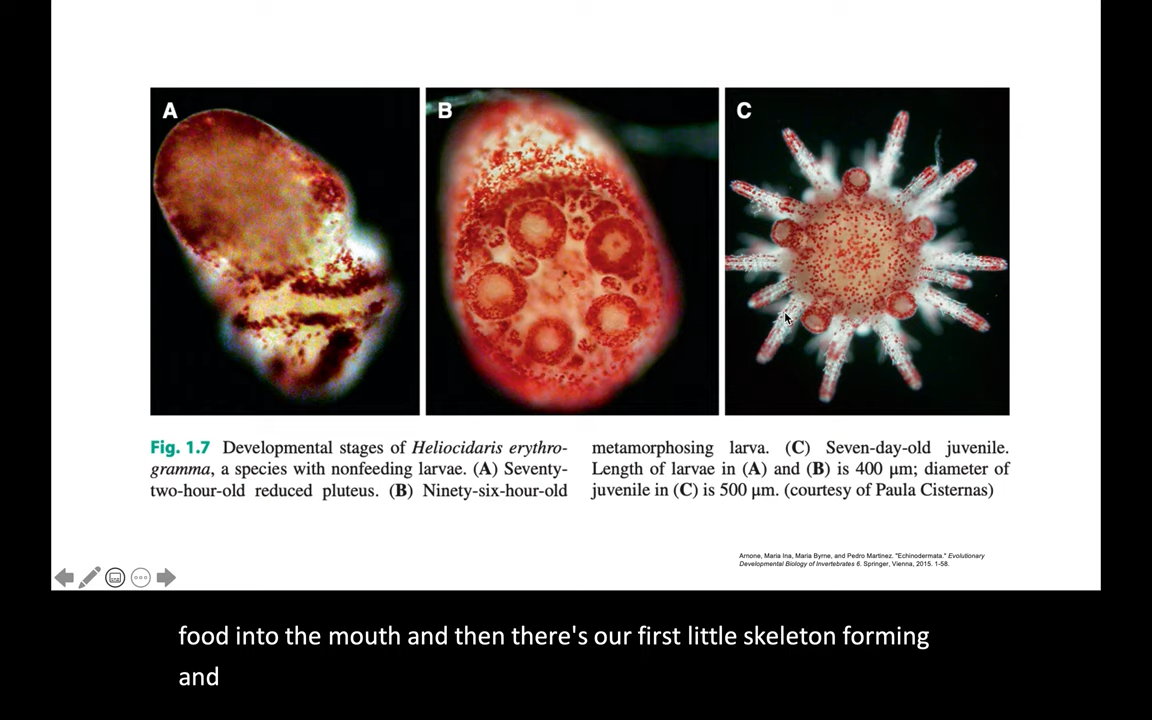 A
B
C
Fig. 1.7 Developmental stages of Heliocidaris erythro-
gramma, a species with nonfeeding larvae. (A) Seventy-
two-hour-old reduced pluteus. (B) Ninety-six-hour-old
metamorphosing larva. (C) Seven-day-old juvenile.
Length of larvae in (A) and (B) is 400 μm; diameter of
juvenile in (C) is 500 μm. (courtesy of Paula Cisternas)
Arnone, Maria Ina, Maria Byrne, and Pedro Martinez. "Echinodermata." Evolutionary
Developmental Biology of Invertebrates 6. Springer, Vienna, 2015. 1-58.
food into the mouth and then there's our first little skeleton forming
and